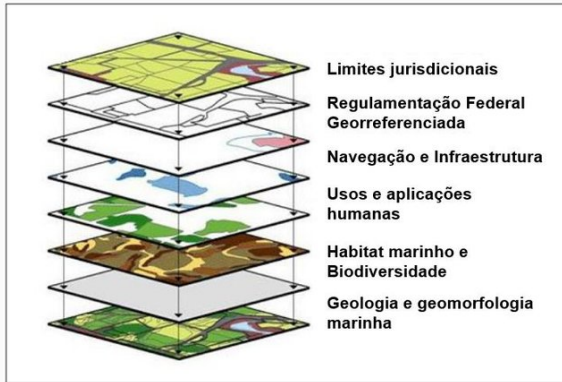 Limites jurisdicionais
Regulamentação Federal
Georreferenciada
Navegação e Infraestrutura
Usos e aplicações
humanas
Habitat marinho e
Biodiversidade
Geologia e geomorfologia
marinha